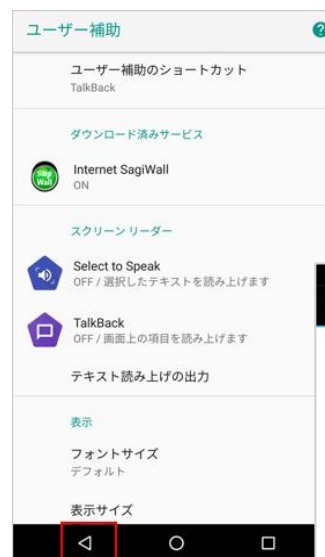 ユーザー補助
?
ユーザー補助のショートカット
TalkBack
ダウンロード済みサービス
Sagi
Wall
Internet SagiWall
ON
スクリーン リーダー
Select to Speak
OFF / 選択したテキストを読み上げます
TalkBack
OFF / 画面上の項目を読み上げます
テキスト読み上げの出力
表示
フォントサイズ
デフォルト
表示サイズ